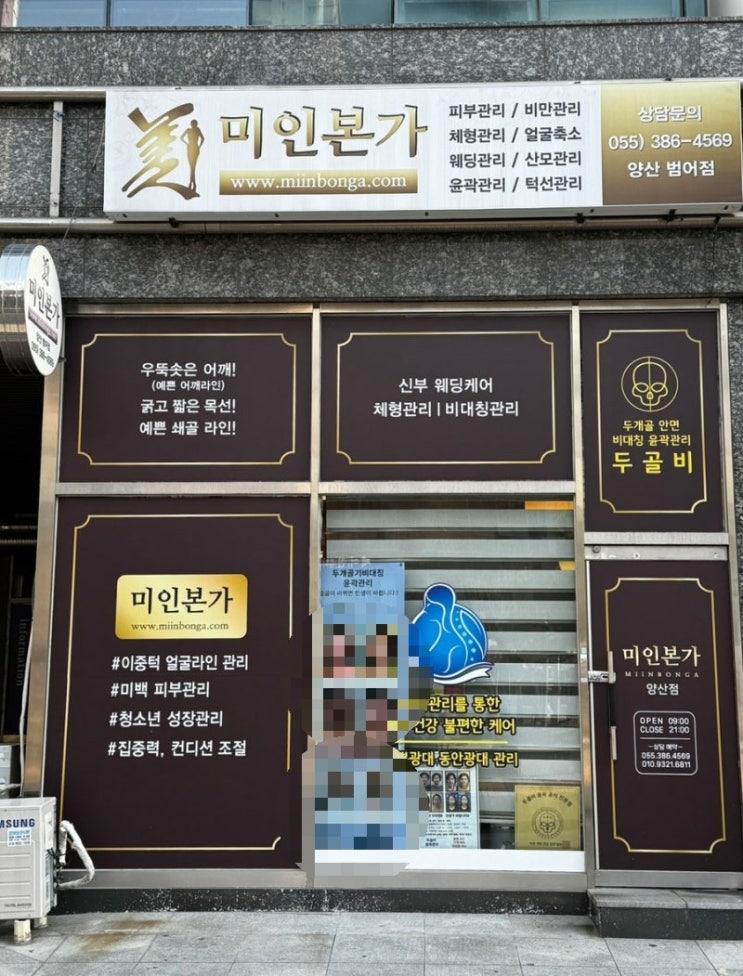 미인본가
www.miinbonga.com
피부관리 / 비만관리
체형관리 / 얼굴축소
웨딩관리 / 산모관리
윤곽관리 / 턱선관리
상담문의
055) 386-4569
양산 범어점
미인본가
우뚝솟은 어깨!
(예쁜 어깨라인)
굵고 짧은 목선!
예쁜 쇄골 라인!
신부 웨딩케어
체형관리 | 비대칭관리
두개골 안면
비대칭 윤곽관리
두골비
미인본가
www.miinbonga.com
#이중턱 얼굴라인 관리
#미백 피부관리
#청소년 성장관리
#집중력, 컨디션 조절
information
두개골기비대칭
윤곽관리
관리를 통한
건강 불편한 케어
광대 동안광대 관리
미인본가
MIINBONGA
양산점
OPEN 09:00
CLOSE 21:00
상담 예약
055.386.4569
010.9321.6811
SAMSUNG